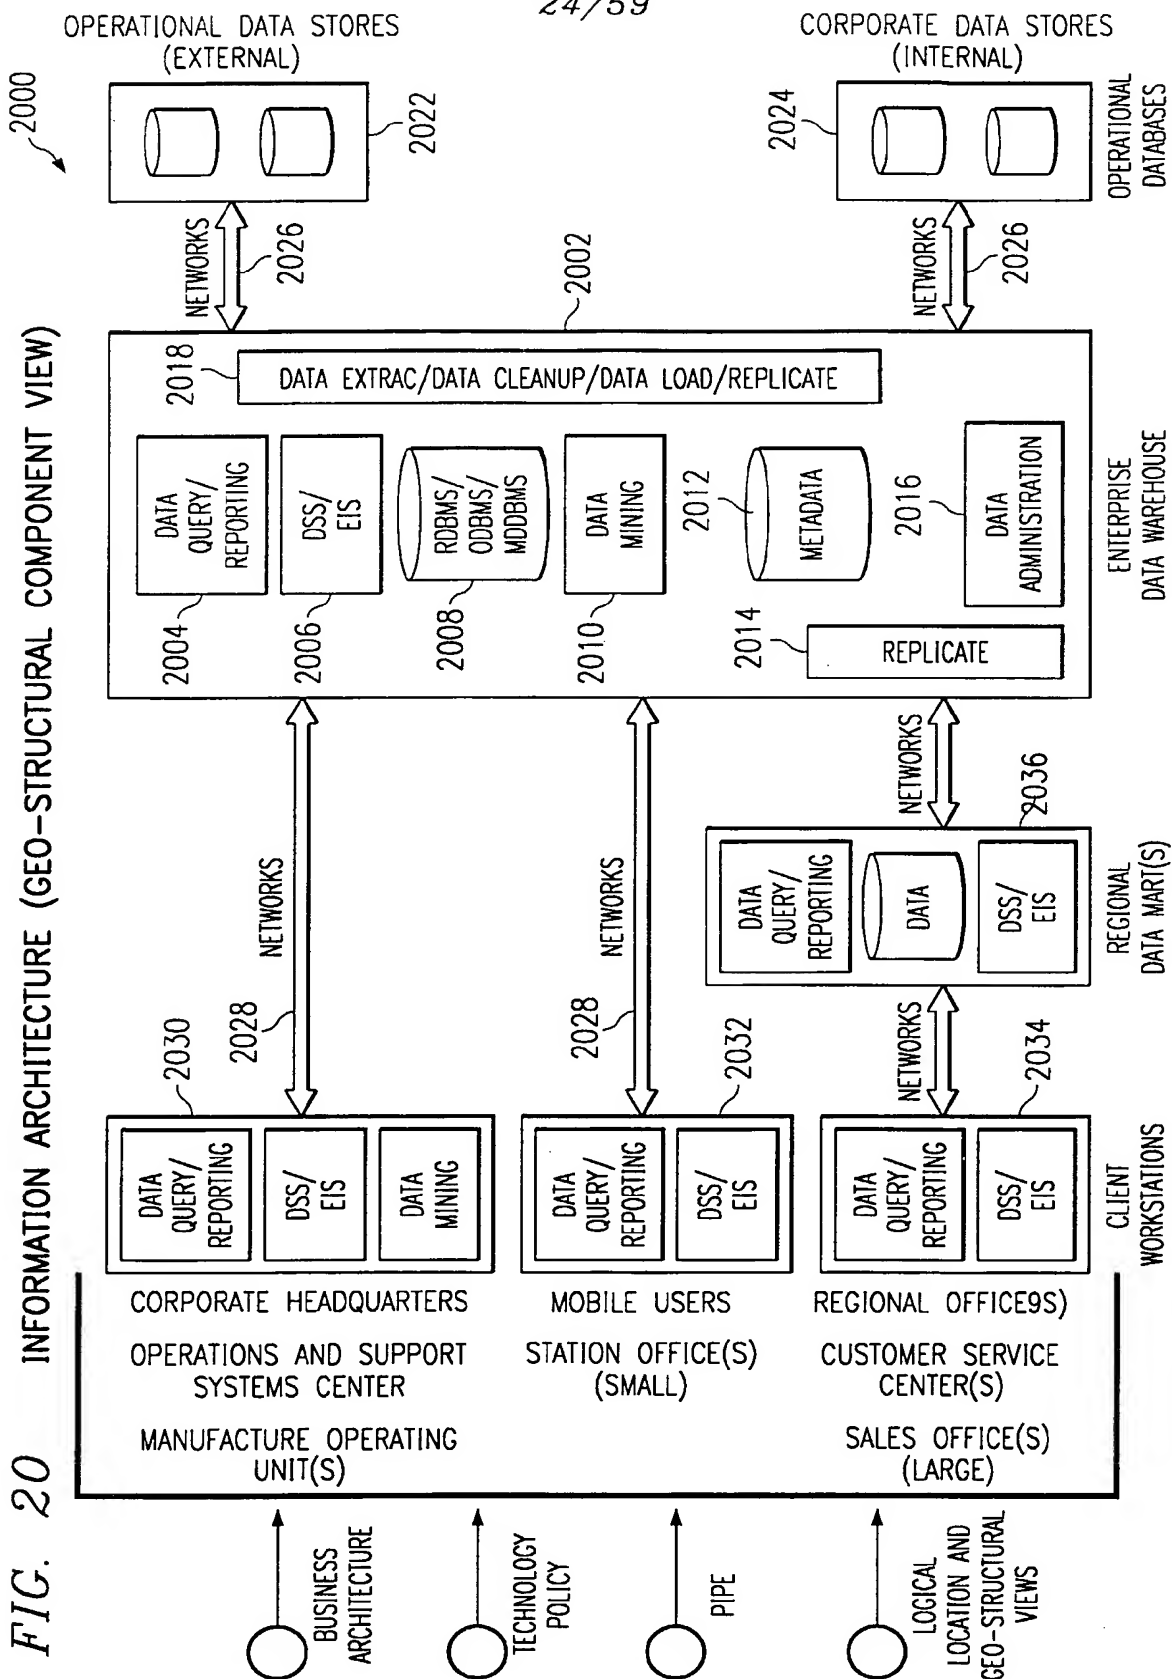 24/59
FIG. 20
INFORMATION ARCHITECTURE (GEO-STRUCTURAL COMPONENT VIEW)
2000
OPERATIONAL DATA STORES
(EXTERNAL)
2022
CORPORATE DATA STORES
(INTERNAL)
2024
OPERATIONAL
DATABASES
NETWORKS
2026
NETWORKS
2026
2002
2018
DATA EXTRAC/DATA CLEANUP/DATA LOAD/REPLICATE
DATA
QUERY/
REPORTING
2004
DSS/
EIS
2006
RDBMS/
ODBMS/
MDDBMS
2008
DATA
MINING
2010
2012
METADATA
2016
DATA
ADMINISTRATION
2014
REPLICATE
ENTERPRISE
DATA WAREHOUSE
NETWORKS
2028
NETWORKS
2028
NETWORKS
2036
DATA
QUERY/
REPORTING
DATA
DSS/
EIS
REGIONAL
DATA MART(S)
NETWORKS
2030
DATA
QUERY/
REPORTING
DSS/
EIS
DATA
MINING
2032
DATA
QUERY/
REPORTING
DSS/
EIS
2034
DATA
QUERY/
REPORTING
DSS/
EIS
CLIENT
WORKSTATIONS
CORPORATE HEADQUARTERS
OPERATIONS AND SUPPORT
SYSTEMS CENTER
MANUFACTURE OPERATING
UNIT(S)
MOBILE USERS
STATION OFFICE(S)
(SMALL)
REGIONAL OFFICE9S)
CUSTOMER SERVICE
CENTER(S)
SALES OFFICE(S)
(LARGE)
BUSINESS
ARCHITECTURE
TECHNOLOGY
POLICY
PIPE
LOGICAL
LOCATION AND
GEO-STRUCTURAL
VIEWS